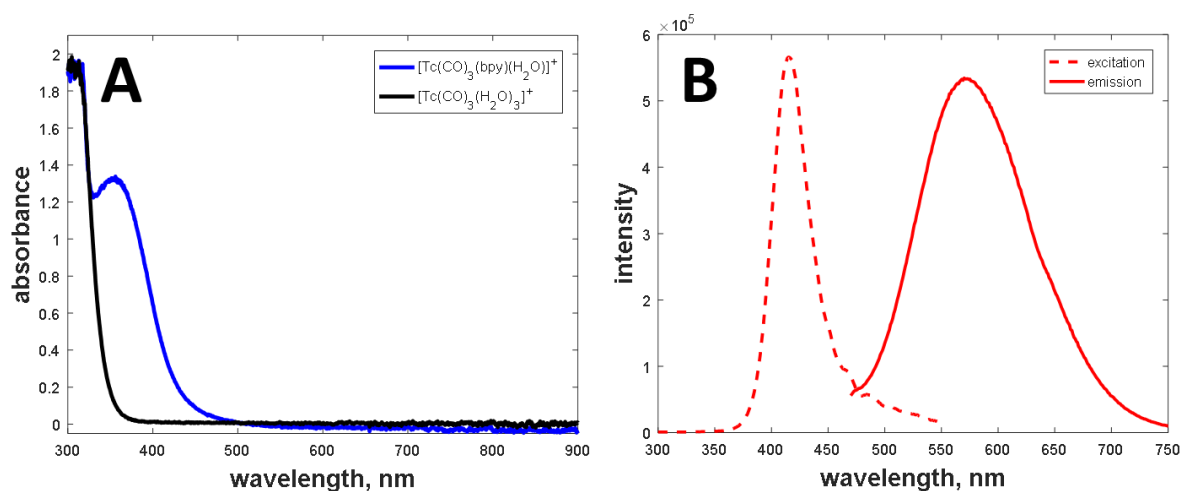 A
[Tc(CO)₃(bpy)(H₂O)]⁺
[Tc(CO)₃(H₂O)₃]⁺
absorbance
2
1.8
1.6
1.4
1.2
1
0.8
0.6
0.4
0.2
0
300 400 500 600 700 800 900
wavelength, nm
B
× 10⁵
excitation
emission
intensity
6
5
4
3
2
1
0
300 350 400 450 500 550 600 650 700 750
wavelength, nm